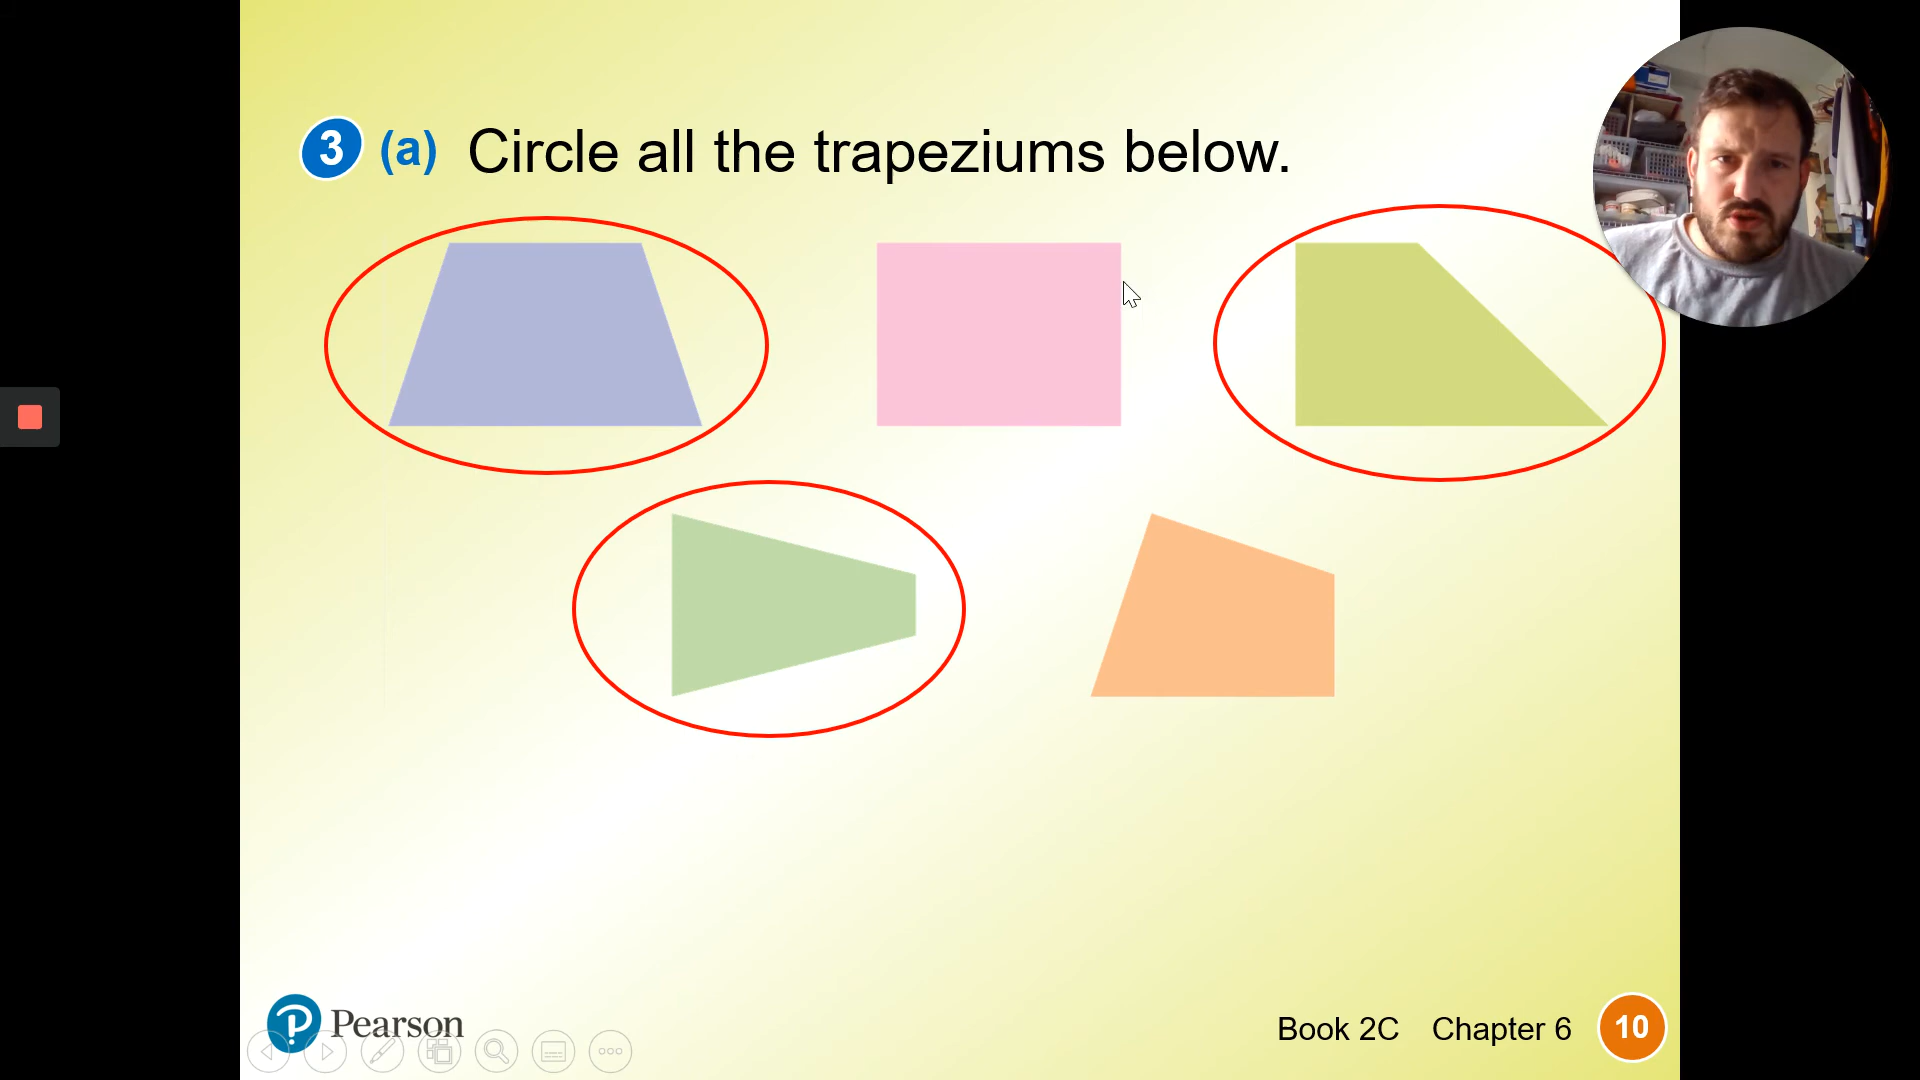 3 (a) Circle all the trapeziums below.
Pearson
Book 2C Chapter 6 10